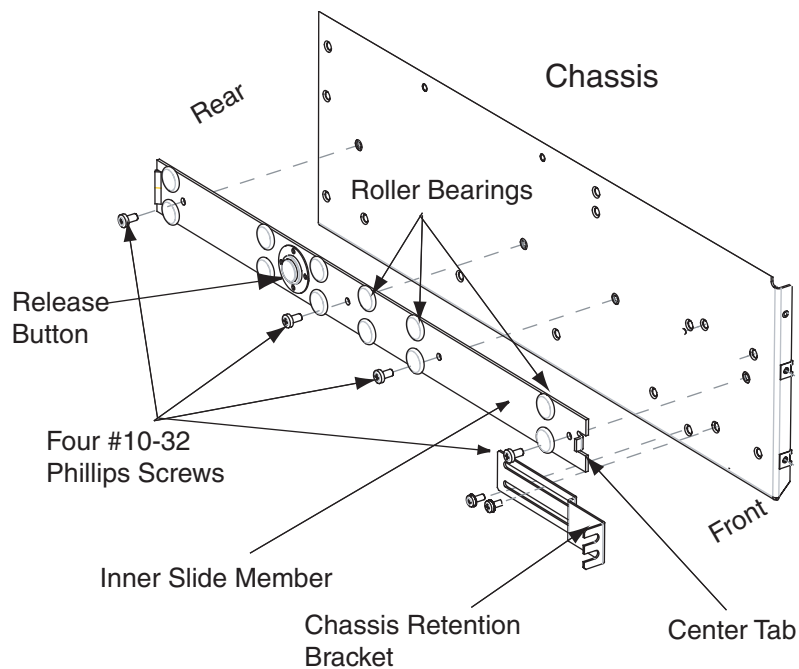 Chassis
Rear
Roller Bearings
Release
Button
Four #10-32
Phillips Screws
Front
Inner Slide Member
Chassis Retention
Bracket
Center Tab